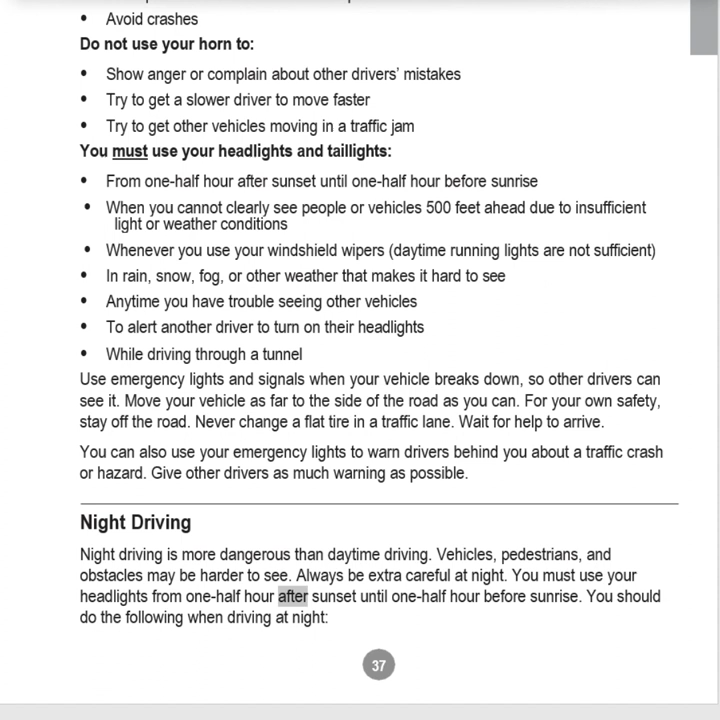 • Avoid crashes
Do not use your horn to:
• Show anger or complain about other drivers' mistakes
• Try to get a slower driver to move faster
• Try to get other vehicles moving in a traffic jam
You must use your headlights and taillights:
• From one-half hour after sunset until one-half hour before sunrise
• When you cannot clearly see people or vehicles 500 feet ahead due to insufficient
light or weather conditions
• Whenever you use your windshield wipers (daytime running lights are not sufficient)
• In rain, snow, fog, or other weather that makes it hard to see
• Anytime you have trouble seeing other vehicles
• To alert another driver to turn on their headlights
• While driving through a tunnel
Use emergency lights and signals when your vehicle breaks down, so other drivers can
see it. Move your vehicle as far to the side of the road as you can. For your own safety,
stay off the road. Never change a flat tire in a traffic lane. Wait for help to arrive.
You can also use your emergency lights to warn drivers behind you about a traffic crash
or hazard. Give other drivers as much warning as possible.
Night Driving
Night driving is more dangerous than daytime driving. Vehicles, pedestrians, and
obstacles may be harder to see. Always be extra careful at night. You must use your
headlights from one-half hour after sunset until one-half hour before sunrise. You should
do the following when driving at night:
37